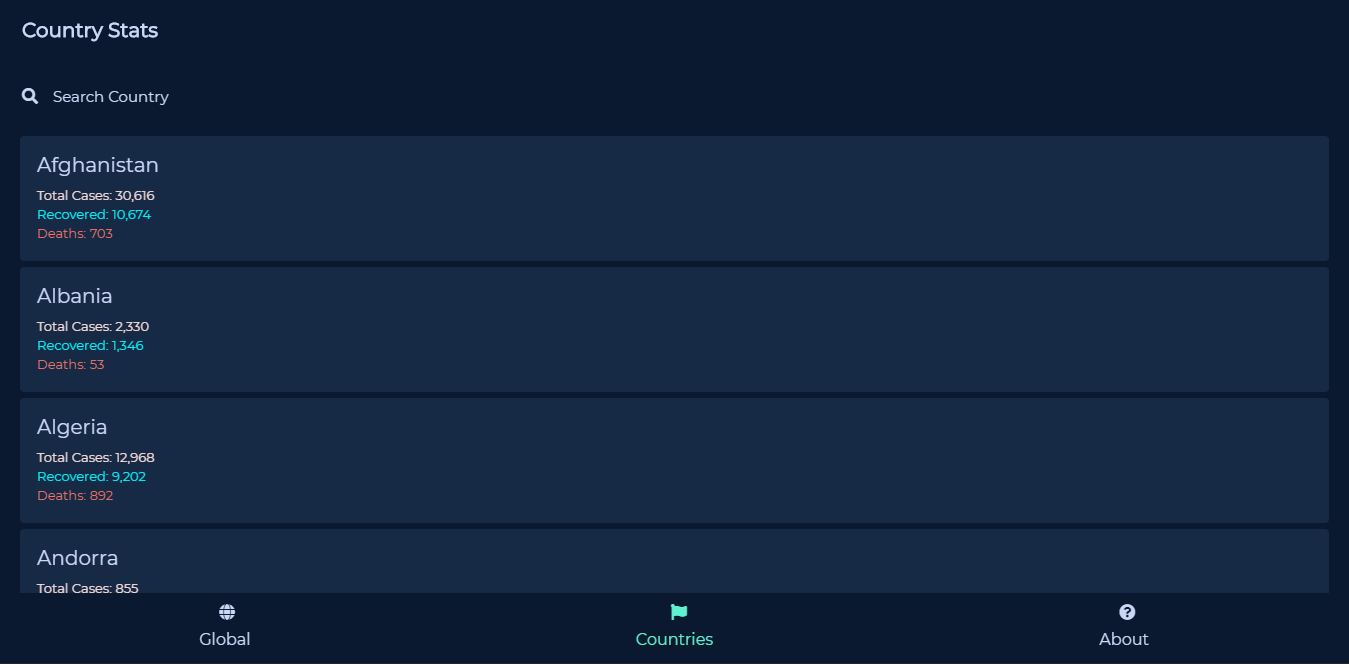 Country Stats
Search Country
Afghanistan
Total Cases: 30,616
Recovered: 10,674
Deaths: 703
Albania
Total Cases: 2,330
Recovered: 1,346
Deaths: 53
Algeria
Total Cases: 12,968
Recovered: 9,202
Deaths: 892
Andorra
Total Cases: 855
Global
Countries
About